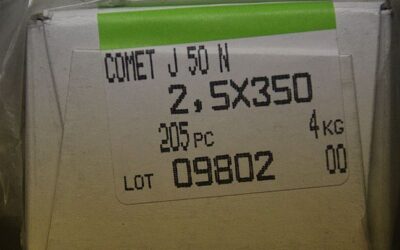 COMET J 50 N
2,5X350
205 PC 4 KG
LOT 09802 00